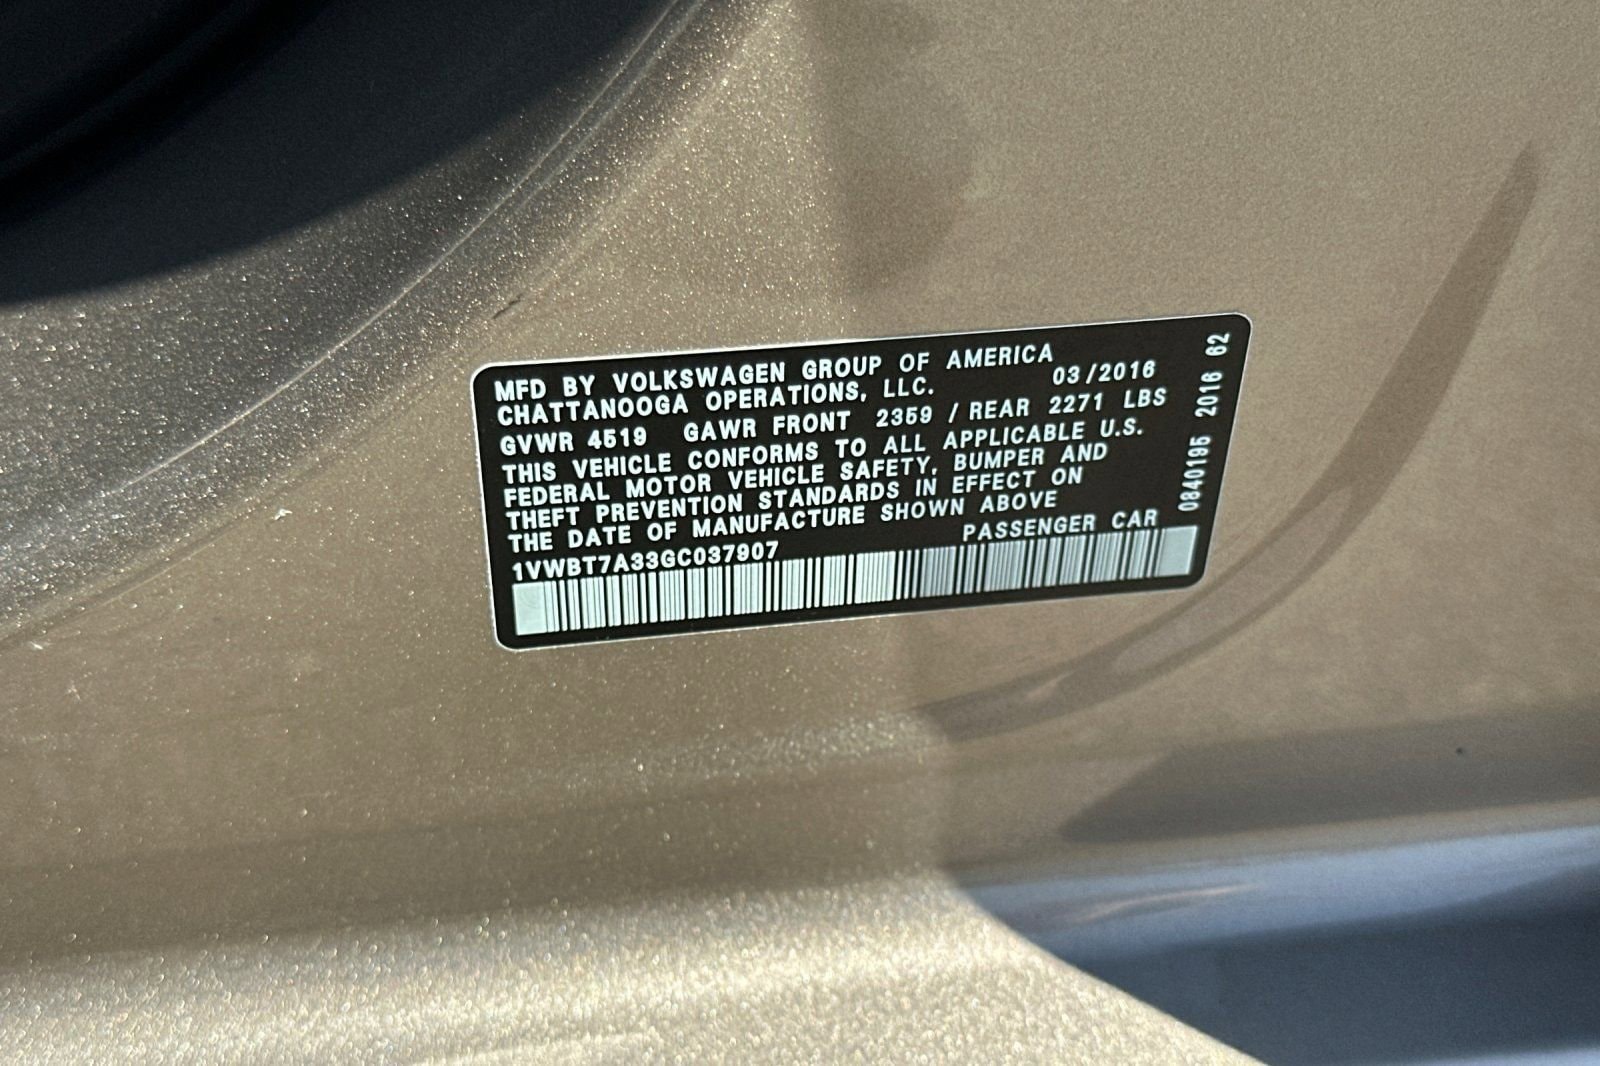 MFD BY VOLKSWAGEN GROUP OF AMERICA
CHATTANOOGA OPERATIONS, LLC. 03/2016
GVWR 4519 GAWR FRONT 2359 / REAR 2271 LBS
THIS VEHICLE CONFORMS TO ALL APPLICABLE U.S.
FEDERAL MOTOR VEHICLE SAFETY, BUMPER AND
THEFT PREVENTION STANDARDS IN EFFECT ON
THE DATE OF MANUFACTURE SHOWN ABOVE
1VWBT7A33GC037907 PASSENGER CAR
0840195 2016 62